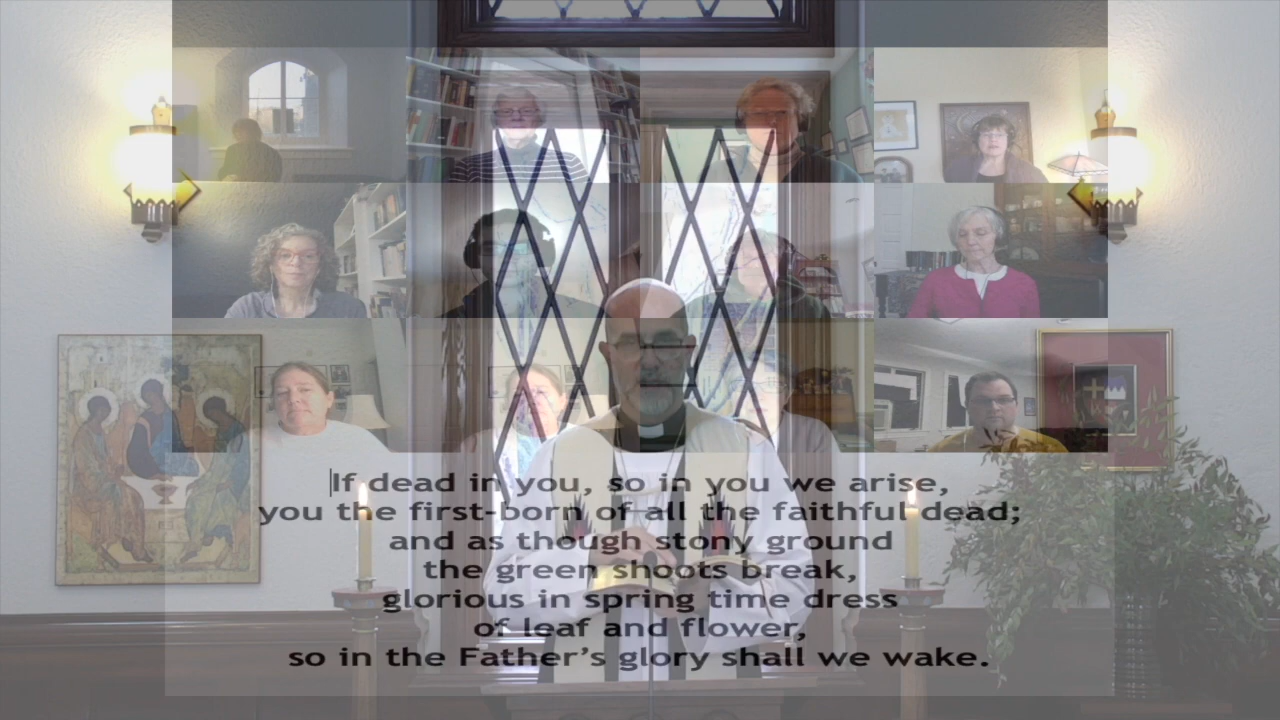 If dead in you, so in you we arise,
you the first-born of all the faithful dead;
and as though stony ground
the green shoots break,
glorious in spring time dress
of leaf and flower,
so in the Father's glory shall we wake.